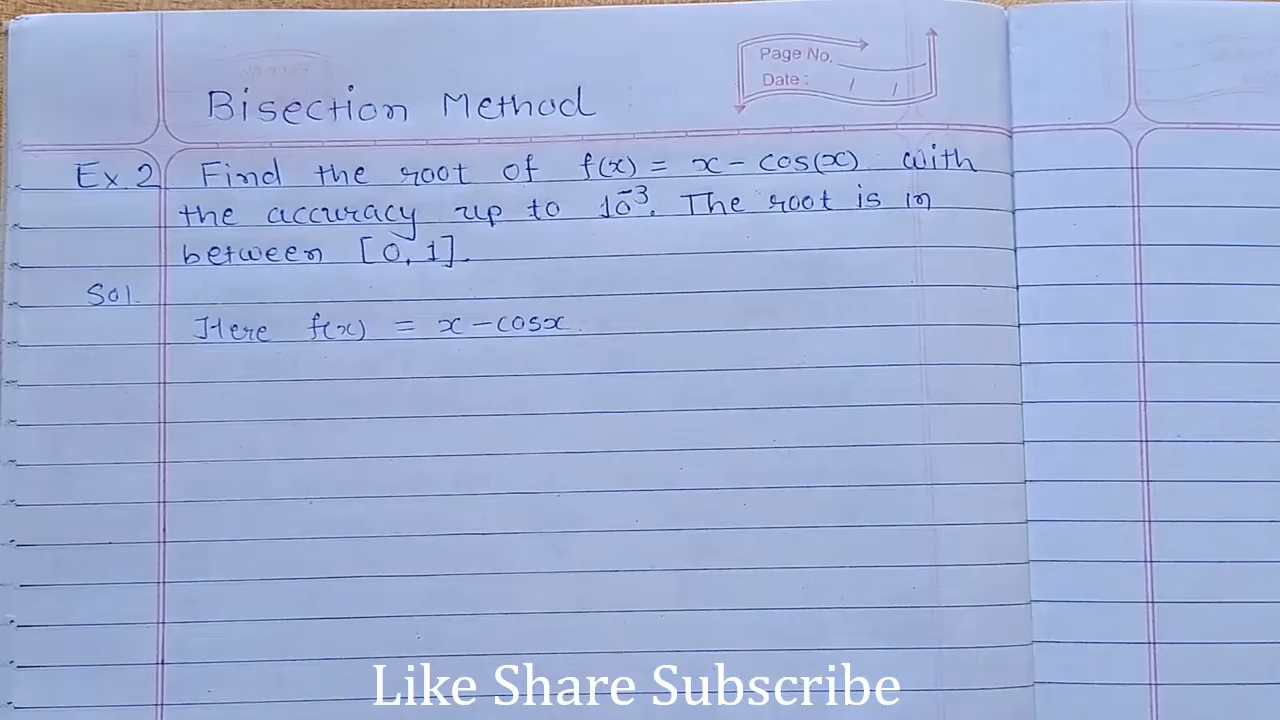 Page No.
Date : / /
Bisection Method
Ex. 2 Find the root of f(x) = x - cos(x) with
the accuracy up to 10⁻³. The root is in
between [0, 1].
Sol.
Here f(x) = x - cosx.
Like Share Subscribe